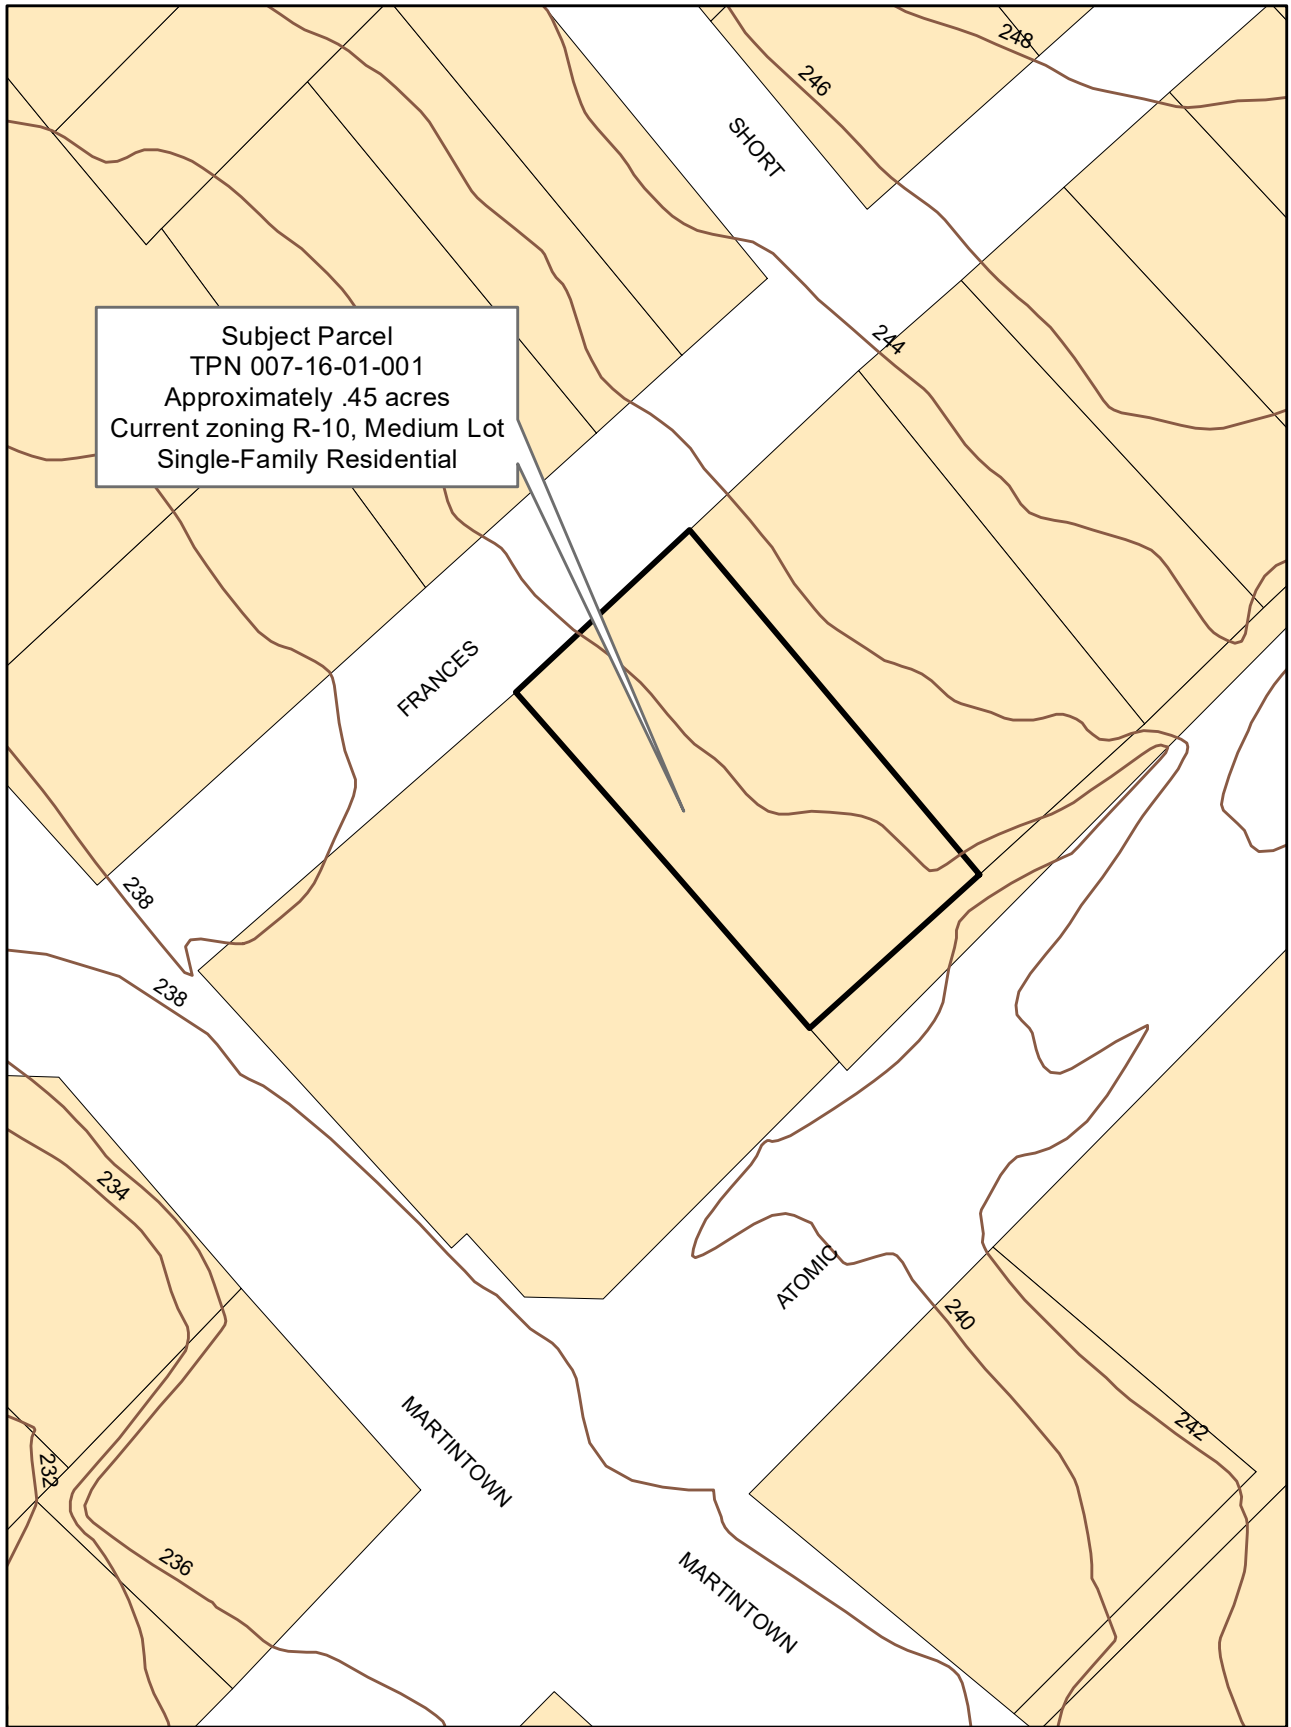 248
246
SHORT
244
Subject Parcel
TPN 007-16-01-001
Approximately .45 acres
Current zoning R-10, Medium Lot
Single-Family Residential
FRANCES
238
238
234
ATOMIC
240
MARTINTOWN
242
232
236
MARTINTOWN